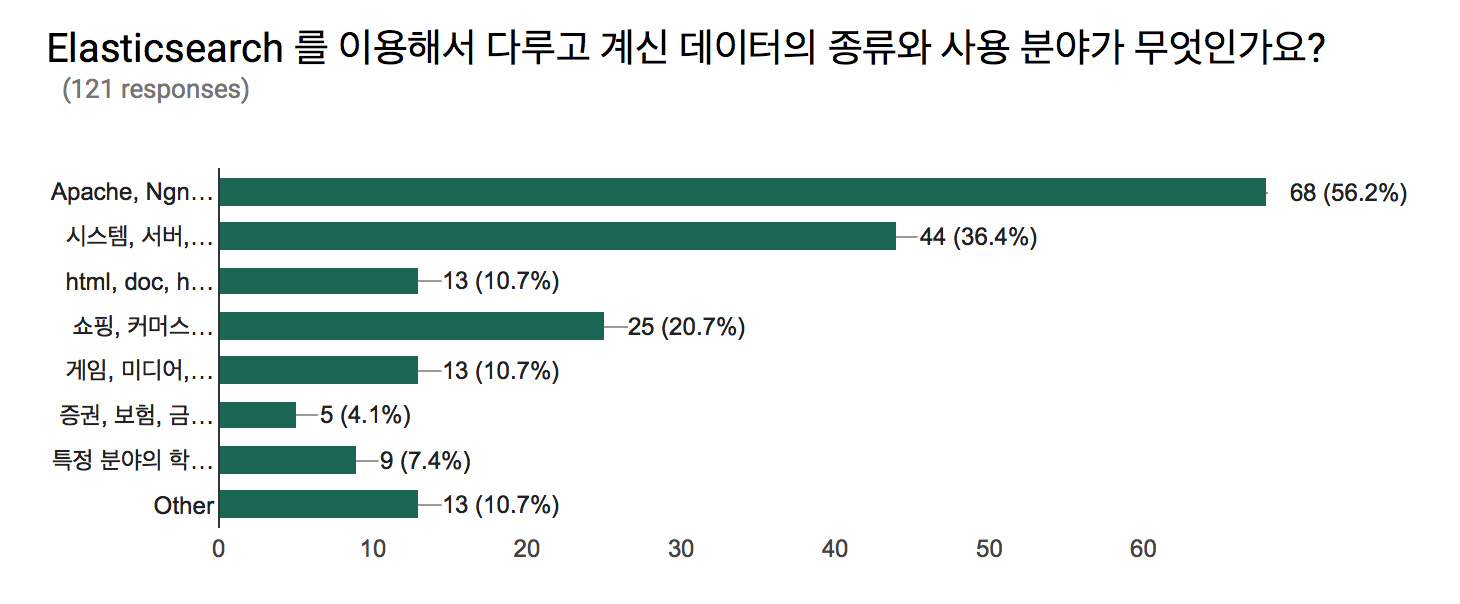 Elasticsearch 를 이용해서 다루고 계신 데이터의 종류와 사용 분야가 무엇인가요?
(121 responses)
Apache, Ngn… 68 (56.2%)
시스템, 서버,… 44 (36.4%)
html, doc, h… 13 (10.7%)
쇼핑, 커머스… 25 (20.7%)
게임, 미디어,… 13 (10.7%)
증권, 보험, 금… 5 (4.1%)
특정 분야의 학… 9 (7.4%)
Other 13 (10.7%)
0 10 20 30 40 50 60